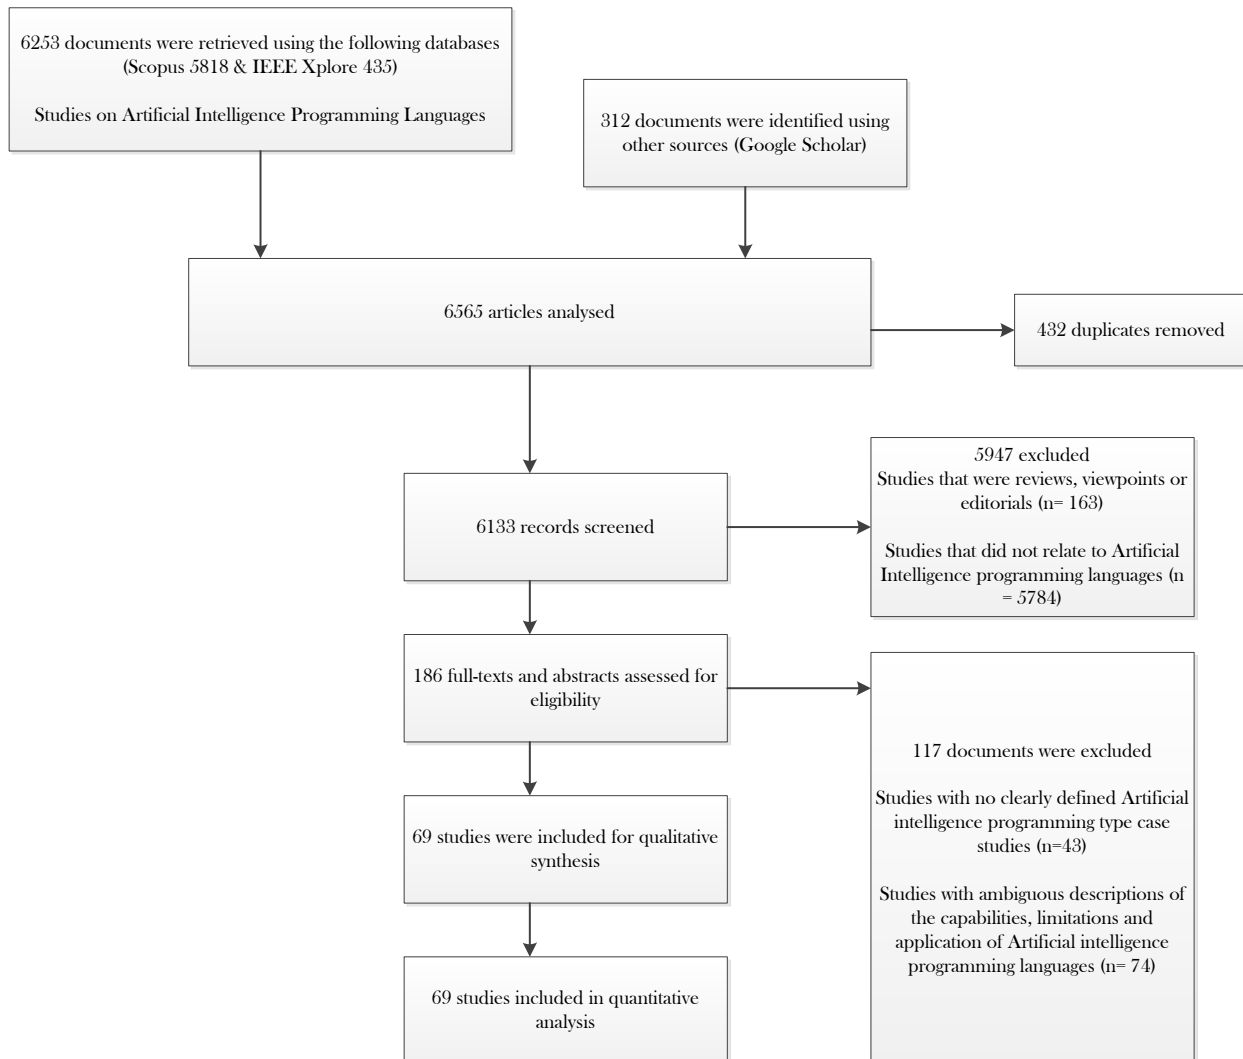 6253 documents were retrieved using the following databases
(Scopus 5818 & IEEE Xplore 435)
Studies on Artificial Intelligence Programming Languages
312 documents were identified using
other sources (Google Scholar)
6565 articles analysed
432 duplicates removed
6133 records screened
5947 excluded
Studies that were reviews, viewpoints or
editorials (n= 163)
Studies that did not relate to Artificial
Intelligence programming languages (n
= 5784)
186 full-texts and abstracts assessed for
eligibility
117 documents were excluded
Studies with no clearly defined Artificial
intelligence programming type case
studies (n=43)
Studies with ambiguous descriptions of
the capabilities, limitations and
application of Artificial intelligence
programming languages (n= 74)
69 studies were included for qualitative
synthesis
69 studies included in quantitative
analysis